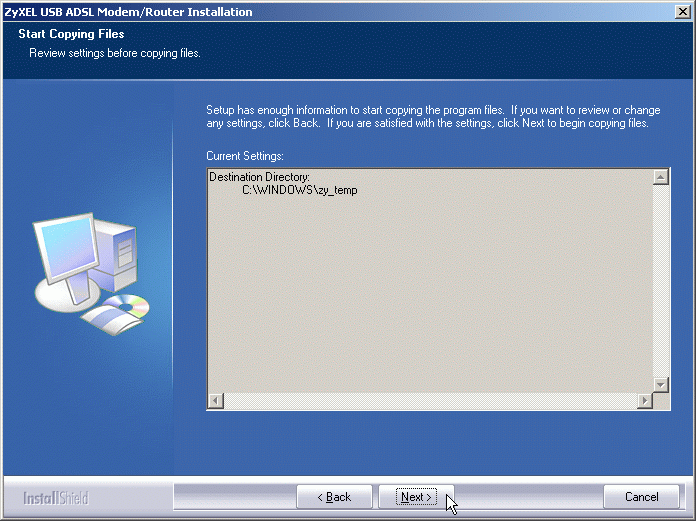 ZyXEL USB ADSL Modem/Router Installation
Start Copying Files
Review settings before copying files.
Setup has enough information to start copying the program files.  If you want to review or change
any settings, click Back.  If you are satisfied with the settings, click Next to begin copying files.
Current Settings:
Destination Directory:
C:\WINDOWS\zy_temp
InstallShield
< Back
Next >
Cancel